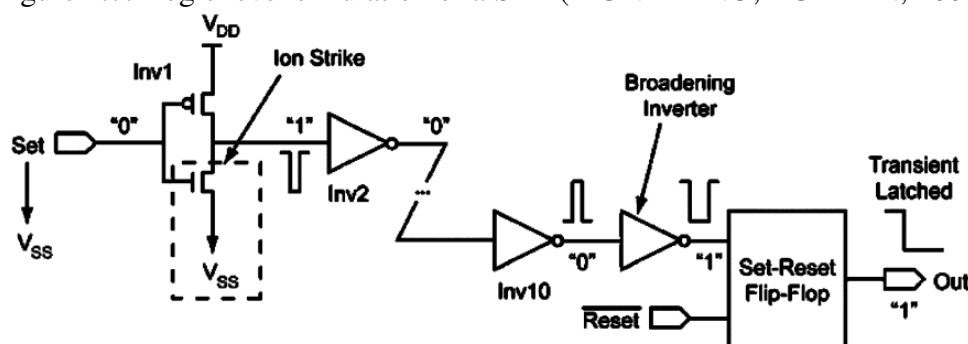 VDD
Ion Strike
Inv1
Broadening
Inverter
"0"
"1"
"0"
Set
Transient
Latched
Inv2
...
VSS
VSS
"0"
"1"
Set-Reset
Flip-Flop
Out
Inv10
"1"
Reset